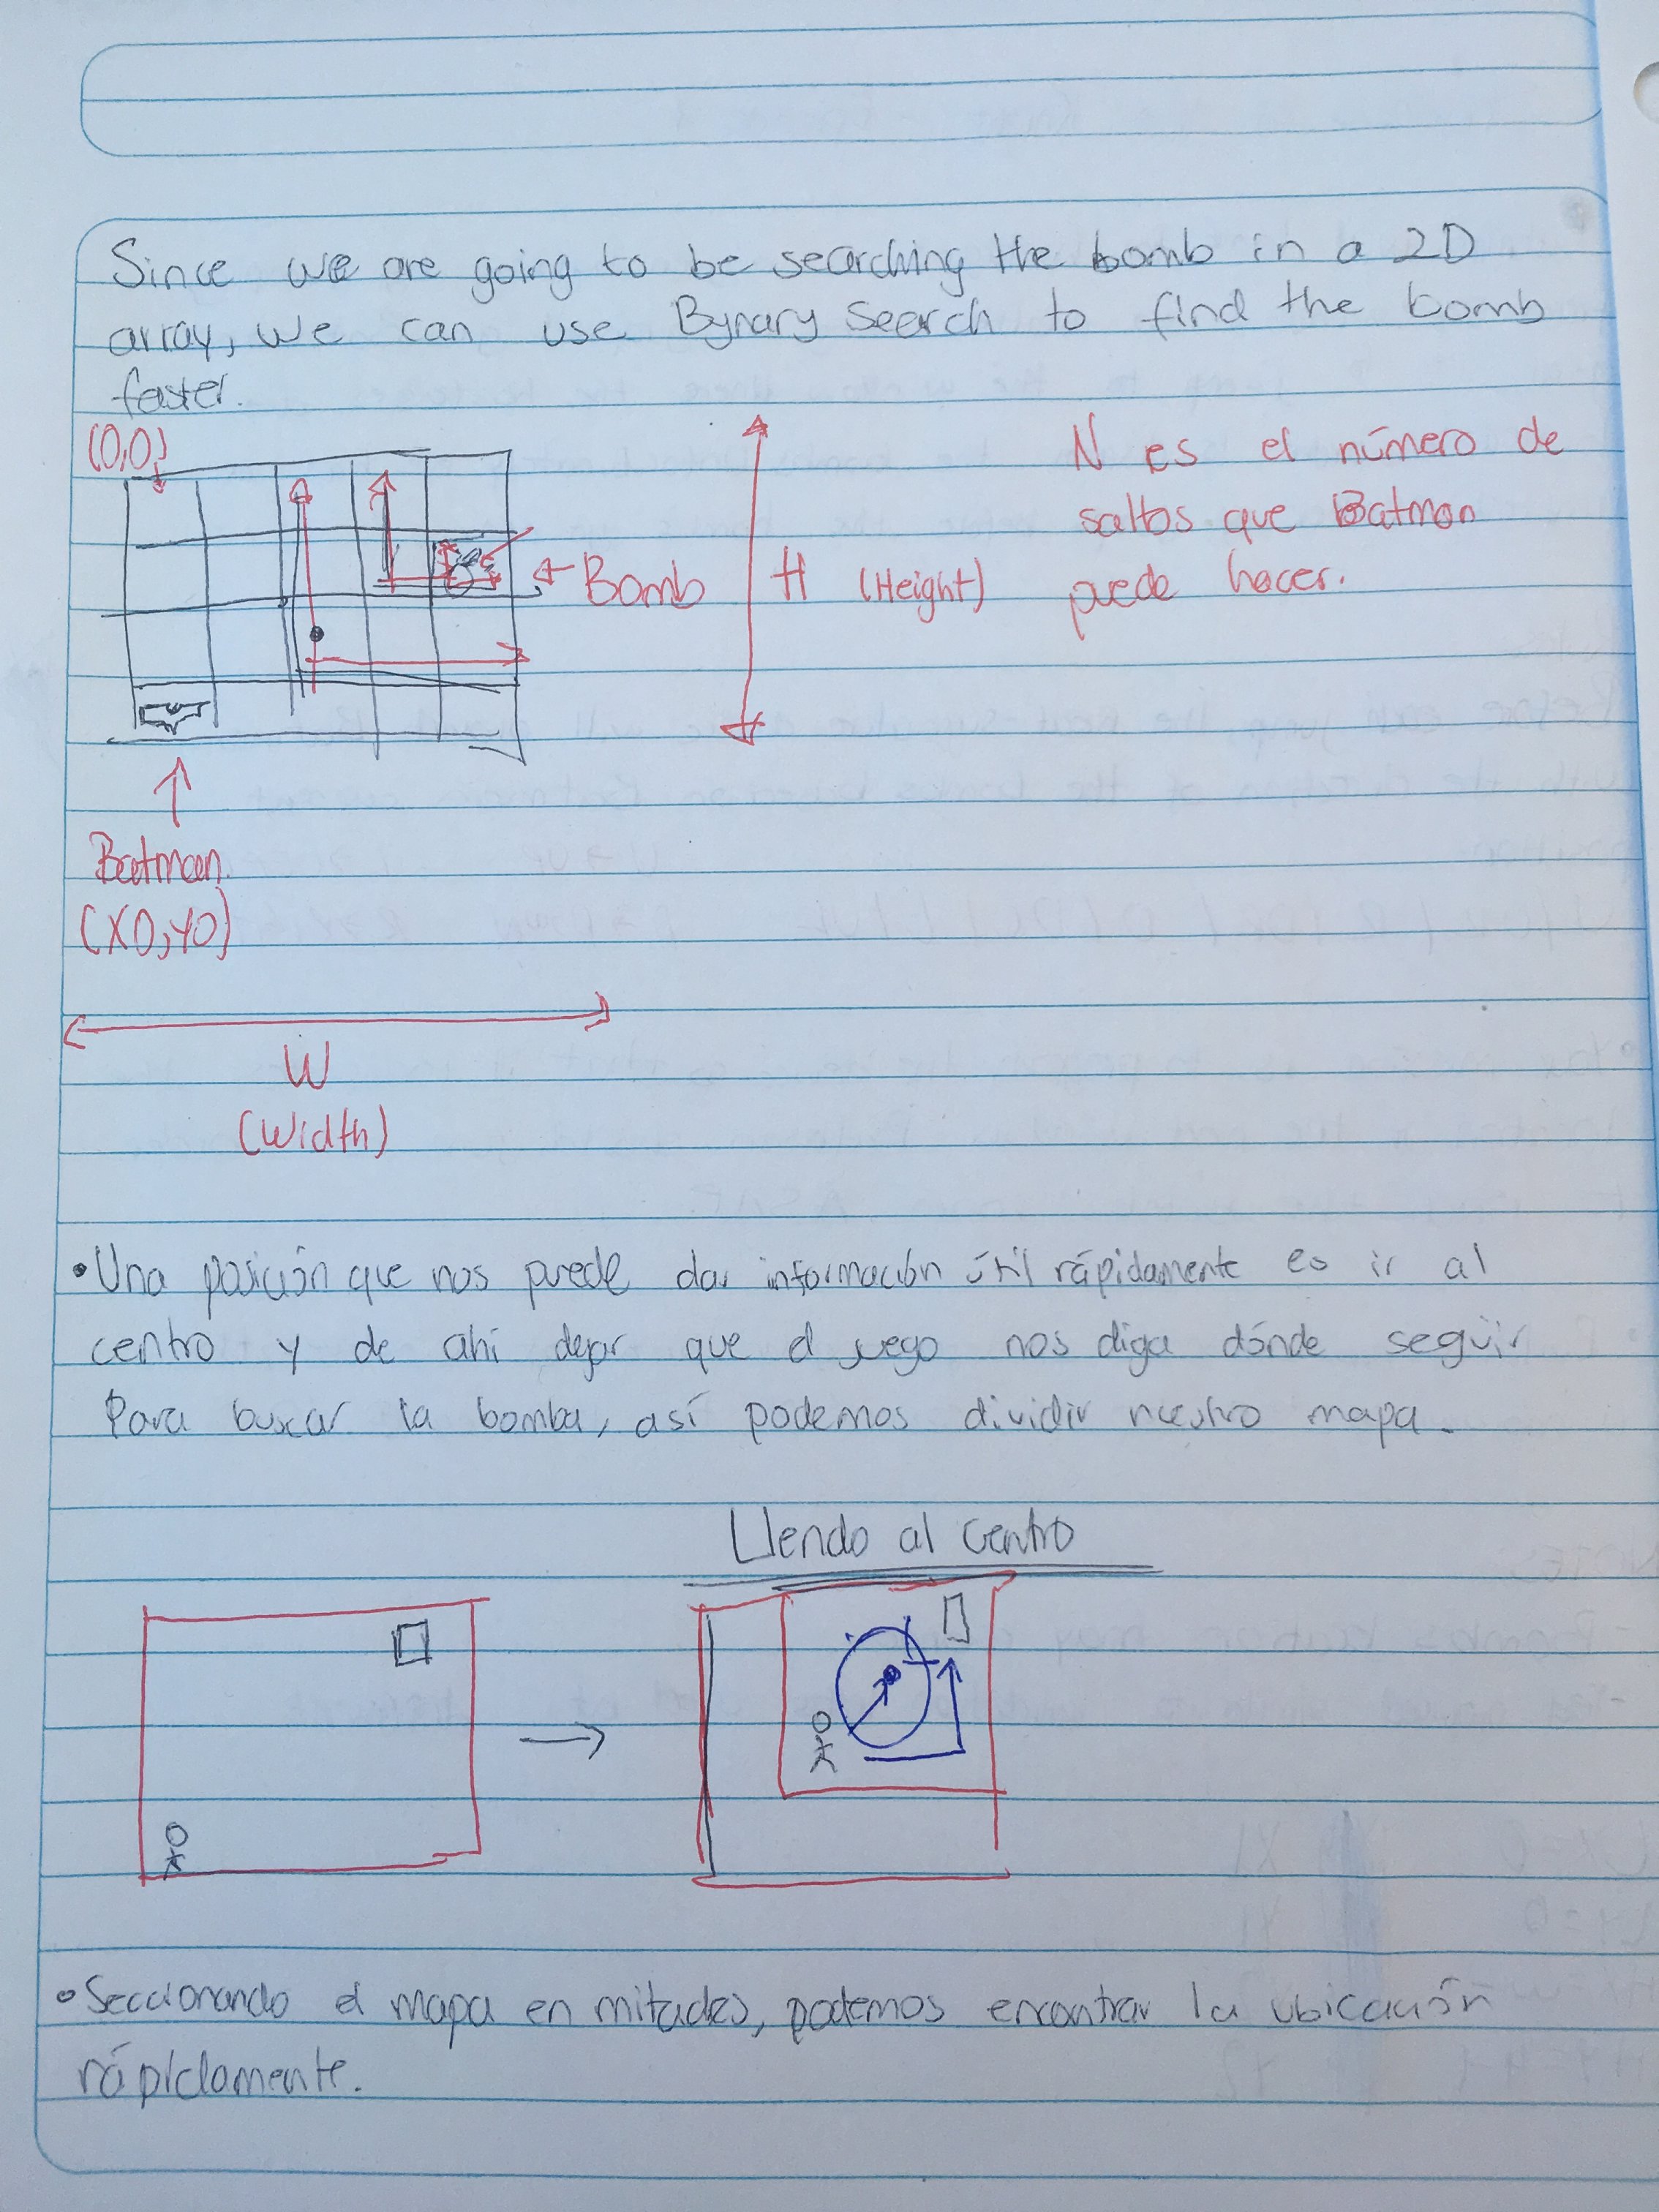 Since we are going to be searching the bomb in a 2D
array, we can use Bynary Search to find the bomb
faster.
(0,0)
N es el número de
saltos que Batman
puede hacer.
Bomb
H (Height)
Batman.
(X0,Y0)
W
(Width)
• Una posición que nos puede dar información útil rápidamente es ir al
centro y de ahí dejar que el juego nos diga dónde seguir
Para buscar la bomba, así podemos dividir nuestro mapa.
Llendo al centro
• Seccionando el mapa en mitades, podemos encontrar la ubicación
rápidamente.